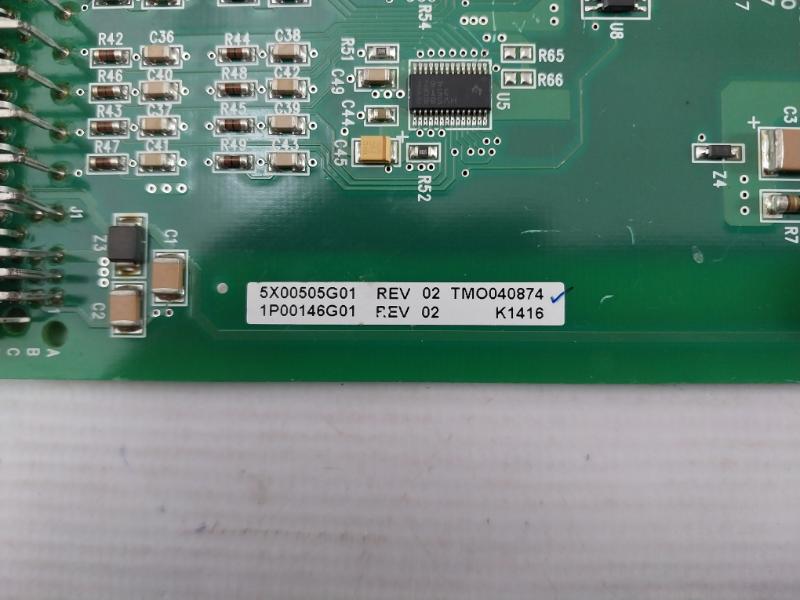 R54
U8
R42 C36 R44 C38
R51
R65
R46 C40 R48 C42
C49
R66
U5
R43 C37 R45 C39
C44
C3
R47 C41 R49 C43
C45
R52
Z4
J1
R7
Z3
C1
C2
5X00505G01 REV 02 TMO040874
1P00146G01 REV 02 K1416
C B A